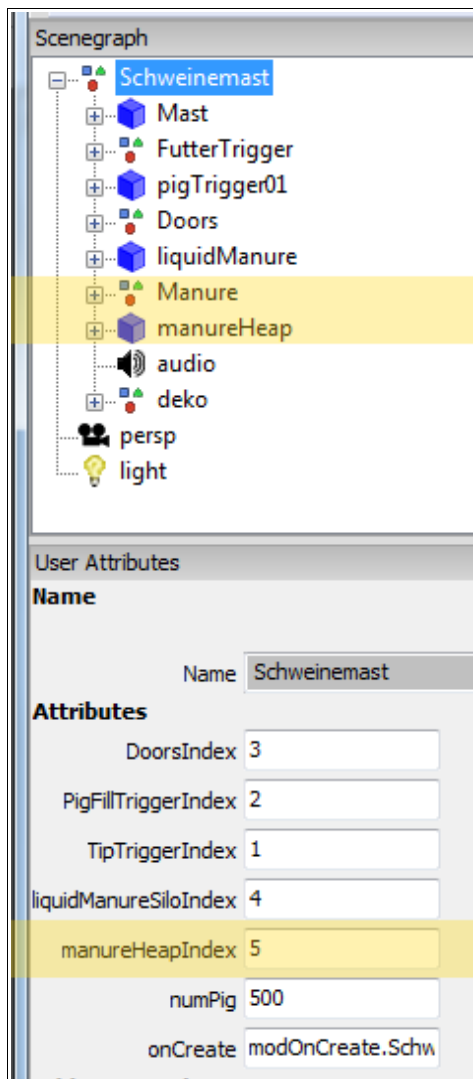 Scenegraph
Schweinemast
Mast
FutterTrigger
pigTrigger01
Doors
liquidManure
Manure
manureHeap
audio
deko
persp
light
User Attributes
Name
Name Schweinemast
Attributes
DoorsIndex 3
PigFillTriggerIndex 2
TipTriggerIndex 1
liquidManureSiloIndex 4
manureHeapIndex 5
numPig 500
onCreate modOnCreate.Schw